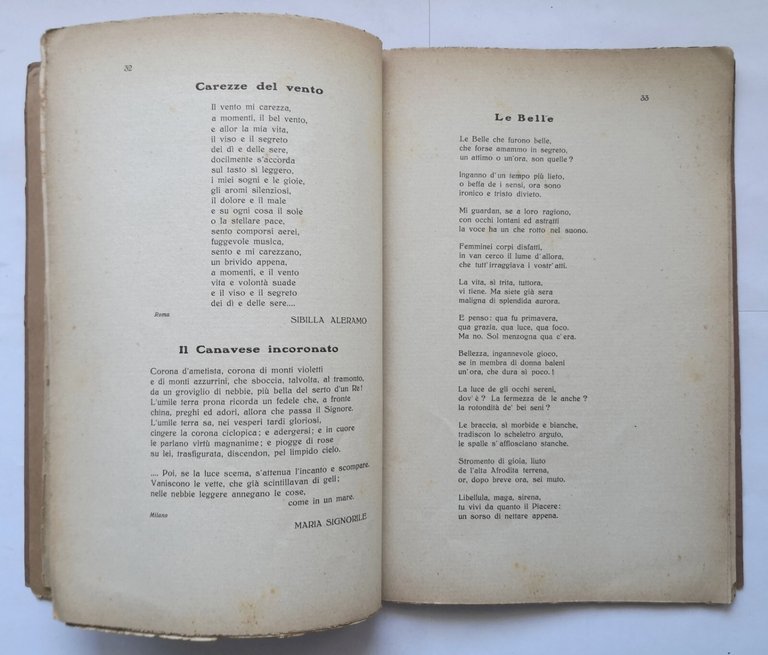 32
Carezze del vento
Il vento mi carezza,
a momenti, il bel vento,
e allor la mia vita,
il viso e il segreto
dei dì e delle sere,
docilmente s'accorda
sul tasto sì leggero,
i miei sogni e le gioie,
gli aromi silenziosi,
il dolore e il male
e su ogni cosa il sole
o la stellare pace,
sento comporsi aerei,
fuggevole musica,
sento e mi carezzano,
un brivido appena,
a momenti, e il vento
vita e volontà suade
e il viso e il segreto
dei dì e delle sere....
Roma
SIBILLA ALERAMO
Il Canavese incoronato
Corona d'ametista, corona di monti violetti
e di monti azzurrini, che sboccia, talvolta, al tramonto,
da un groviglio di nebbie, più bella del serto d'un Re!
L'umile terra prona ricorda un fedele che, a fronte
china, preghi ed adori, allora che passa il Signore.
L'umile terra sa, nei vesperi tardi gloriosi,
cingere la corona ciclopica; e adergersi; e in cuore
le parlano virtù magnanime; e piogge di rose
su lei, trasfigurata, discendon, pel limpido cielo.
.... Poi, se la luce scema, s'attenua l'incanto e scompare.
Vaniscono le vette, che già scintillavan di geli;
nelle nebbie leggere annegano le cose,
come in un mare.
Milano
MARIA SIGNORILE
33
Le Belle
Le Belle che furono belle,
che forse amammo in segreto,
un attimo o un'ora, son quelle?
Inganno d'un tempo più lieto,
o beffa de i sensi, ora sono
ironico e tristo divieto.
Mi guardan, se a loro ragiono,
con occhi lontani ed astratti
la voce ha un che rotto nel suono.
Femminei corpi disfatti,
in van cerco il lume d'allora,
che tutt'irraggiava i vostr'atti.
La vita, sì trita, tuttora,
vi tiene. Ma siete già sera
maligna di splendida aurora.
E penso: qua fu primavera,
qua grazia, qua luce, qua foco.
Ma no. Sol menzogna qua c'era.
Bellezza, ingannevole gioco,
se in membra di donna baleni
un'ora, che dura sì poco.!
La luce de gli occhi sereni,
dov'è? La fermezza de le anche?
la rotondità de' bei seni?
Le braccia, sì morbide e bianche,
tradiscon lo scheletro arguto,
le spalle s'afflosciano stanche.
Stromento di gioia, liuto
de l'alta Afrodita terrena,
or, dopo breve ora, sei muto.
Libellula, maga, sirena,
tu vivi da quanto il Piacere:
un sorso di nettare appena.